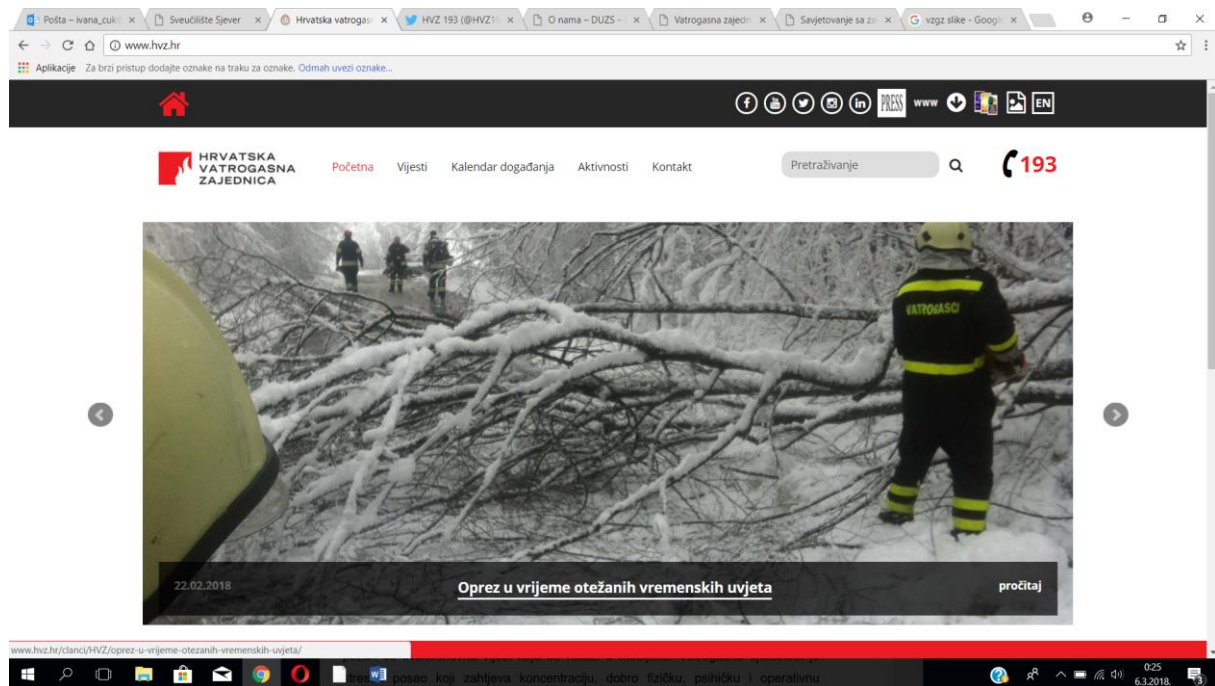 Pošta – ivana_cuk
Sveučilište Sjever
Hrvatska vatrogas
HVZ 193 (@HVZ19
O nama – DUZS –
Vatrogasna zajedn
Savjetovanje sa za
vzgz slike - Googl
www.hvz.hr
Aplikacije Za brzi pristup dodajte oznake na traku za oznake. Odmah uvezi oznake...
PRESS www EN
HRVATSKA
VATROGASNA
ZAJEDNICA
Početna Vijesti Kalendar događanja Aktivnosti Kontakt
Pretraživanje
193
VATROGASCI
22.02.2018 Oprez u vrijeme otežanih vremenskih uvjeta pročitaj
www.hvz.hr/clanci/HVZ/oprez-u-vrijeme-otezanih-vremenskih-uvjeta/
posao koji zahtjeva koncentraciju, dobro fizičku, psihičku i operativnu
0:25
6.3.2018.
3